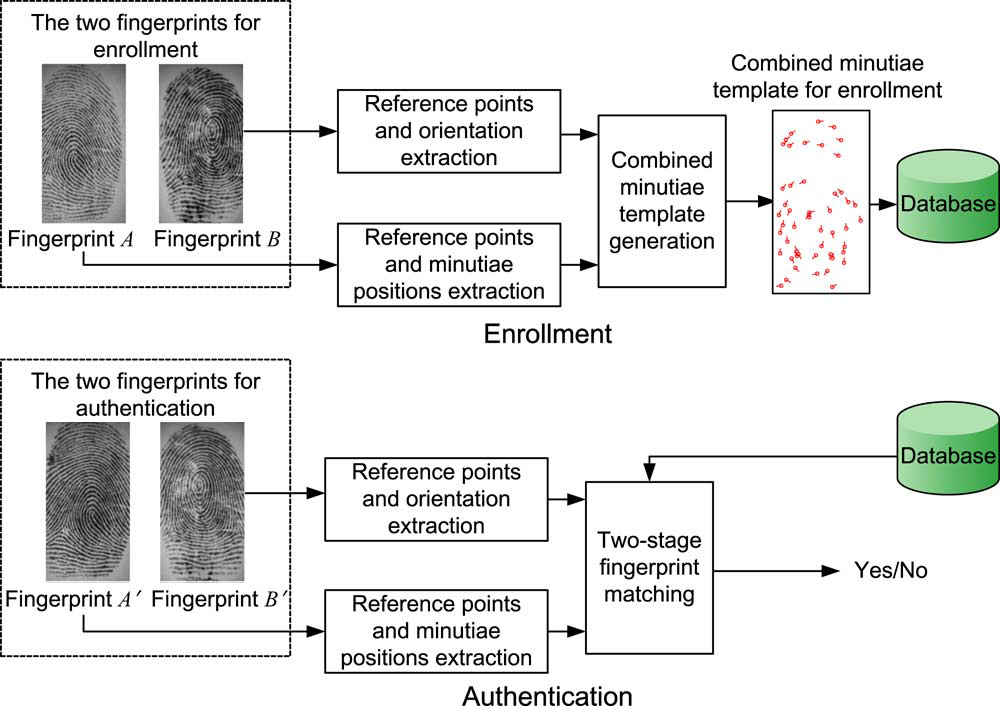 The two fingerprints for
enrollment
Fingerprint A
Fingerprint B
Reference points
and orientation
extraction
Reference points
and minutiae
positions extraction
Combined
minutiae
template
generation
Combined minutiae
template for enrollment
Database
Enrollment
The two fingerprints for
authentication
Fingerprint A′
Fingerprint B′
Reference points
and orientation
extraction
Reference points
and minutiae
positions extraction
Two-stage
fingerprint
matching
Database
Yes/No
Authentication